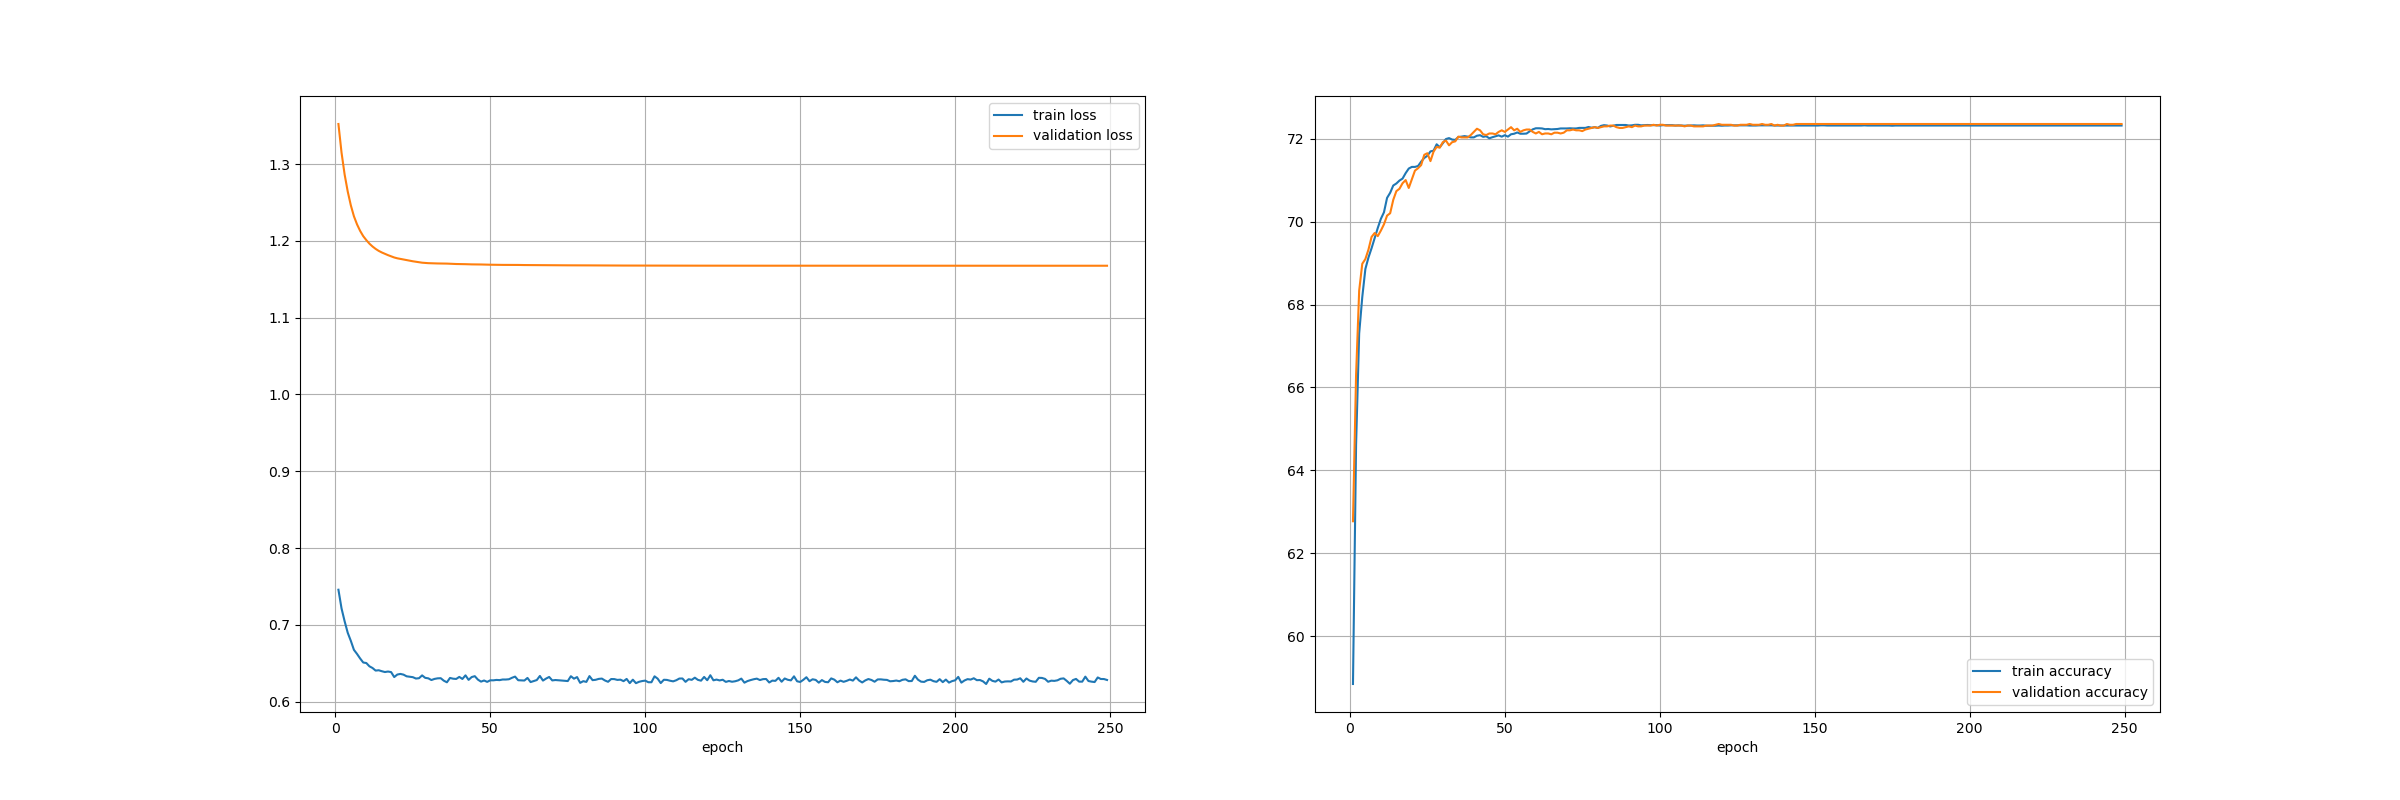 train loss
validation loss
1.3
1.2
1.1
1.0
0.9
0.8
0.7
0.6
0 50 100 150 200 250
epoch
72
70
68
66
64
62
60
train accuracy
validation accuracy
0 50 100 150 200 250
epoch